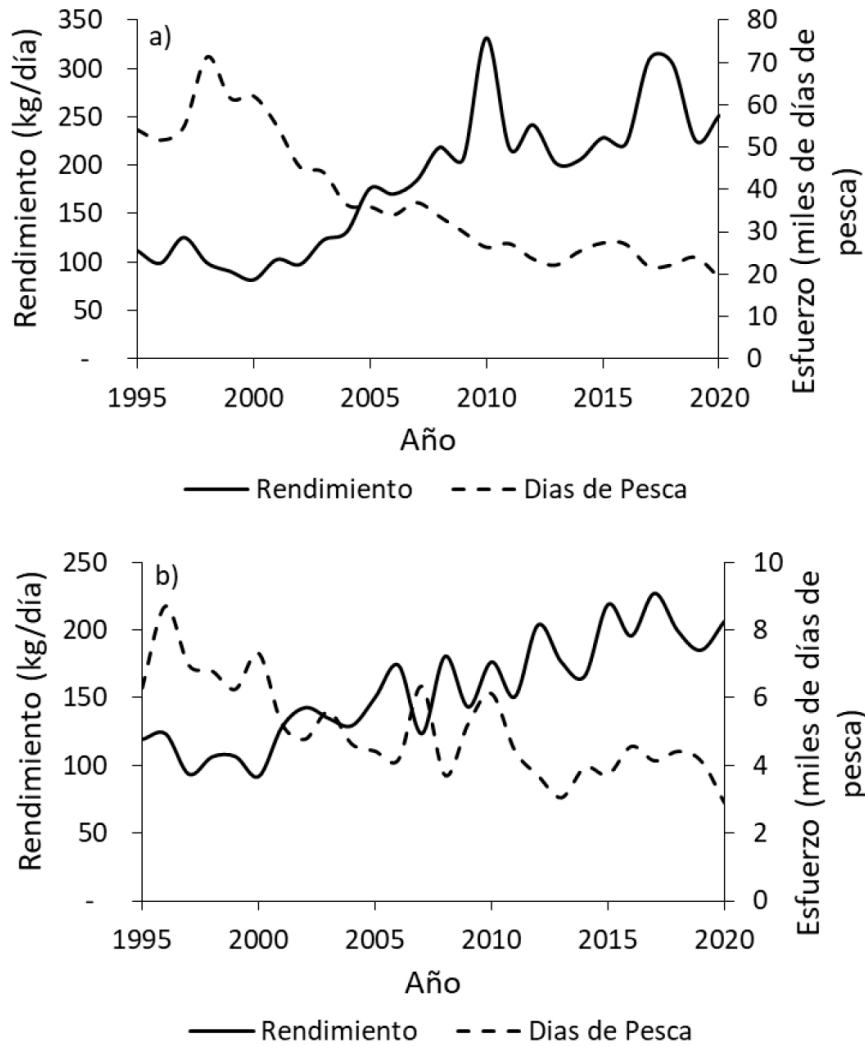 a)
Rendimiento (kg/día)
350
300
250
200
150
100
50
-
80
70
60
50
40
30
20
10
0
Esfuerzo (miles de días de
pesca)
1995 2000 2005 2010 2015 2020
Año
Rendimiento Dias de Pesca
b)
Rendimiento (kg/día)
250
200
150
100
50
-
10
8
6
4
2
0
Esfuerzo (miles de días de
pesca)
1995 2000 2005 2010 2015 2020
Año
Rendimiento Dias de Pesca